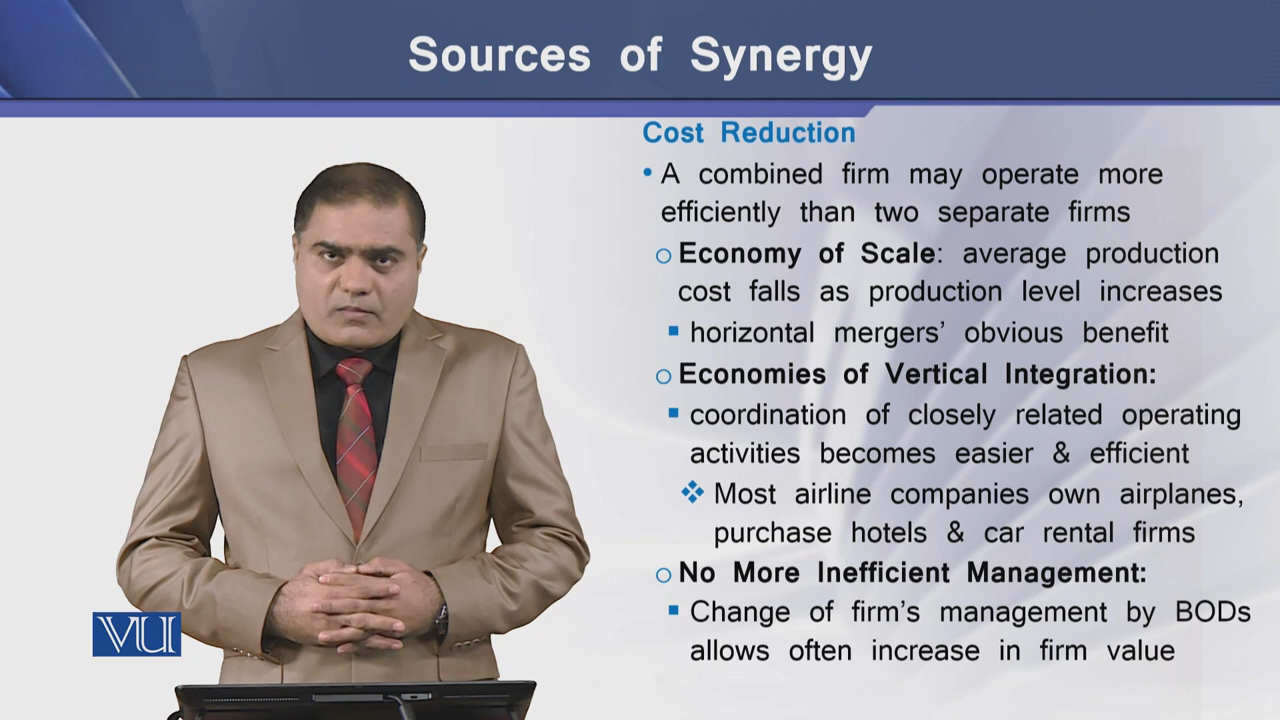 Sources of Synergy
Cost Reduction
• A combined firm may operate more
efficiently than two separate firms
○ Economy of Scale: average production
cost falls as production level increases
▪ horizontal mergers’ obvious benefit
○ Economies of Vertical Integration:
▪ coordination of closely related operating
activities becomes easier & efficient
❖ Most airline companies own airplanes,
purchase hotels & car rental firms
○ No More Inefficient Management:
▪ Change of firm’s management by BODs
allows often increase in firm value
VU